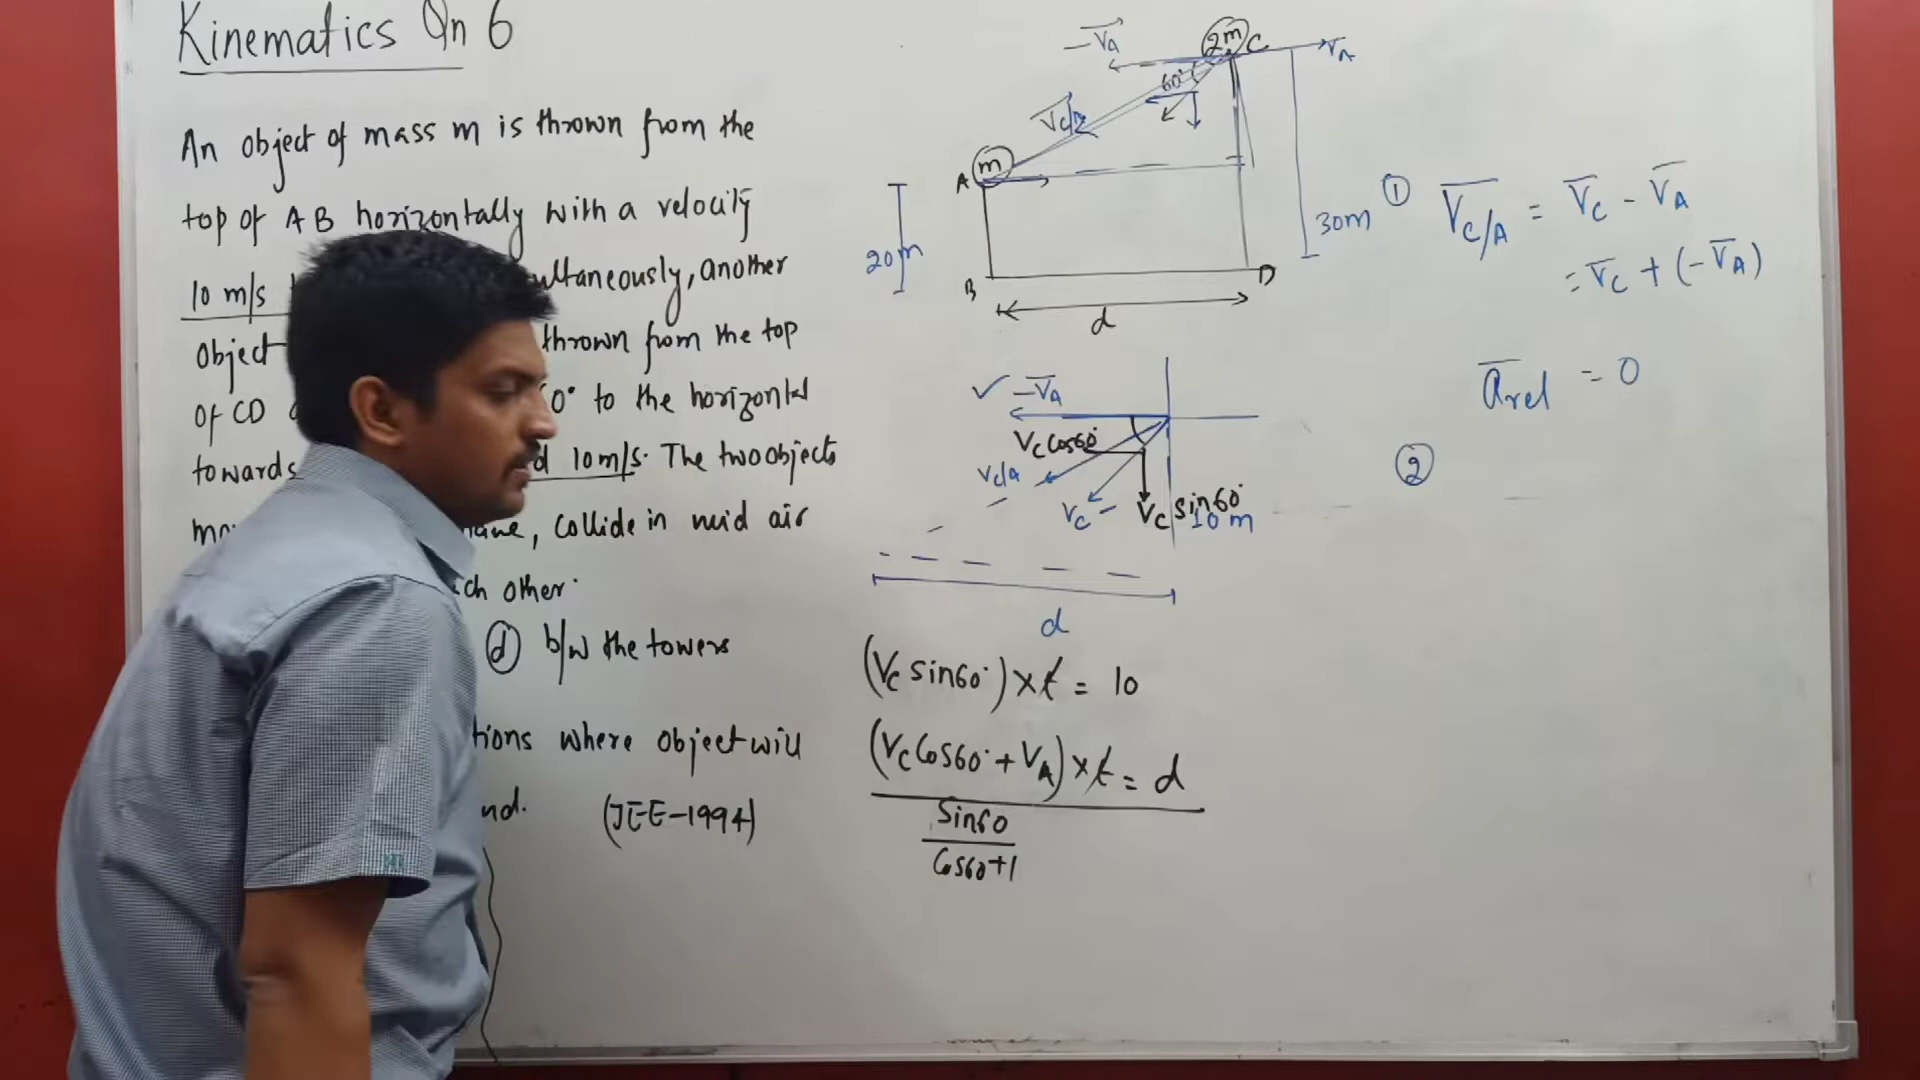 Kinematics Qn 6
An object of mass m is thrown from the
top of AB horizontally with a velocity
10 m/s ultaneously, another
Object thrown from the top
of CD 0° to the horizontal
towards d 10m/s. The two objects
collide in mid air
ch other.
(d) b/w the towers
tions where object will
nd. (JEE-1994)
-VA
2m C
VA
60°
VC/A
m
A
20m
30m
B
D
d
① VC/A = VC - VA
= VC + (-VA)
arel = 0
②
✓ -VA
VC Cos60°
VC/A
VC
VC sin60°
10 m
d
(VC sin60°) × t = 10
(VC Cos60° + VA) × t = d
Sin60
Cos60+1